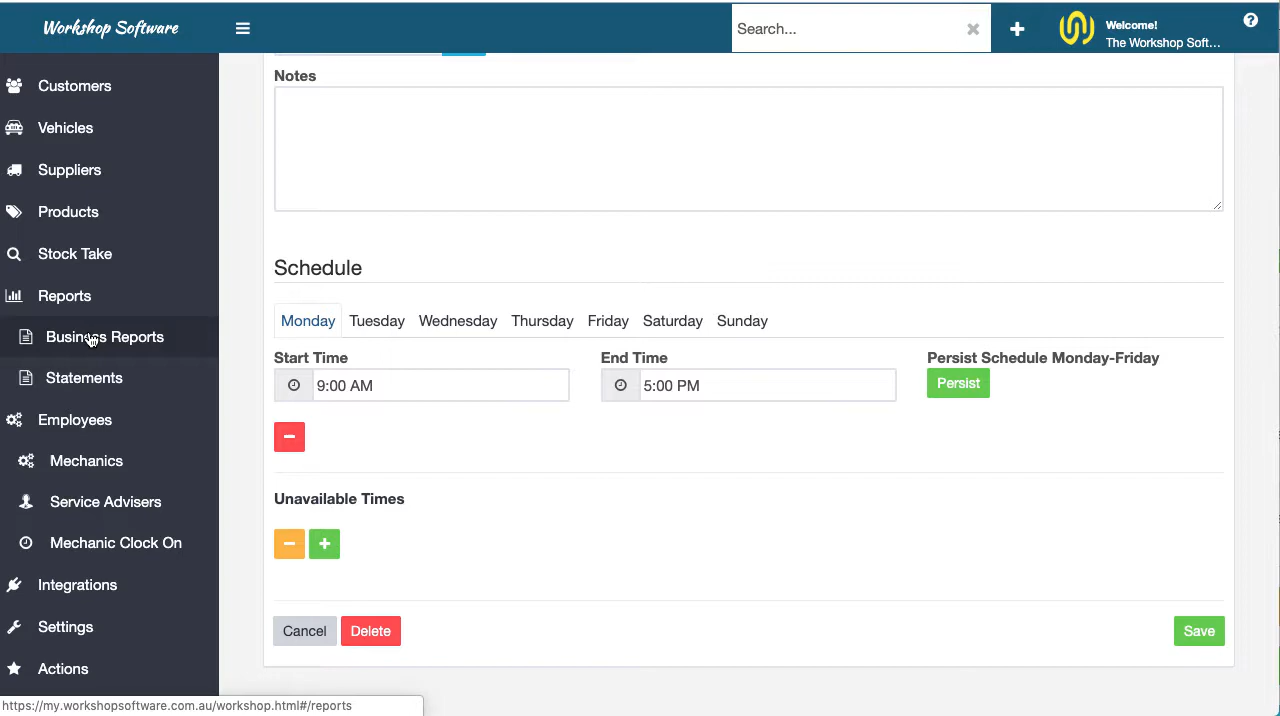 Workshop Software
Search...
Welcome!
The Workshop Soft...
Customers
Vehicles
Suppliers
Products
Stock Take
Reports
Business Reports
Statements
Employees
Mechanics
Service Advisers
Mechanic Clock On
Integrations
Settings
Actions
Notes
Schedule
Monday Tuesday Wednesday Thursday Friday Saturday Sunday
Start Time End Time Persist Schedule Monday-Friday
9:00 AM 5:00 PM Persist
Unavailable Times
Cancel Delete Save
https://my.workshopsoftware.com.au/workshop.html#/reports